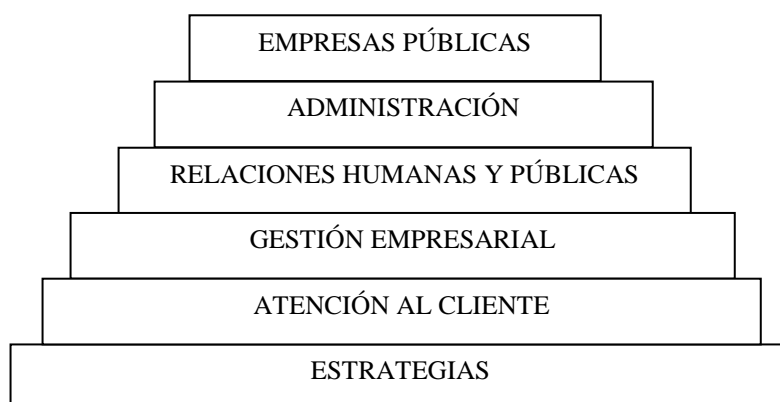 EMPRESAS PÚBLICAS
ADMINISTRACIÓN
RELACIONES HUMANAS Y PÚBLICAS
GESTIÓN EMPRESARIAL
ATENCIÓN AL CLIENTE
ESTRATEGIAS